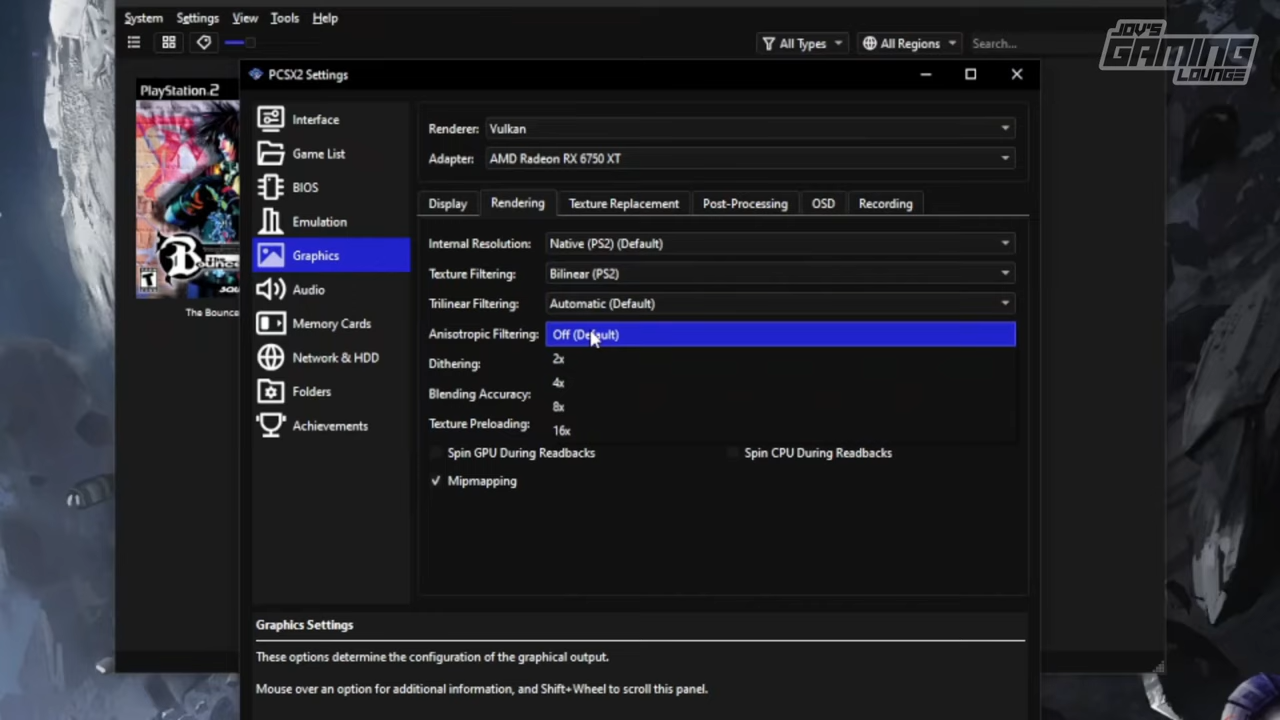 System Settings View Tools Help
JOY'S GAMING LOUNGE
All Types All Regions Search...
PCSX2 Settings
PlayStation.2
The Bounce
Interface
Game List
BIOS
Emulation
Graphics
Audio
Memory Cards
Network & HDD
Folders
Achievements
Renderer: Vulkan
Adapter: AMD Radeon RX 6750 XT
Display Rendering Texture Replacement Post-Processing OSD Recording
Internal Resolution: Native (PS2) (Default)
Texture Filtering: Bilinear (PS2)
Trilinear Filtering: Automatic (Default)
Anisotropic Filtering: Off (Default)
2x
Dithering:
4x
Blending Accuracy:
8x
Texture Preloading:
16x
Spin GPU During Readbacks Spin CPU During Readbacks
Mipmapping
Graphics Settings
These options determine the configuration of the graphical output.
Mouse over an option for additional information, and Shift+Wheel to scroll this panel.